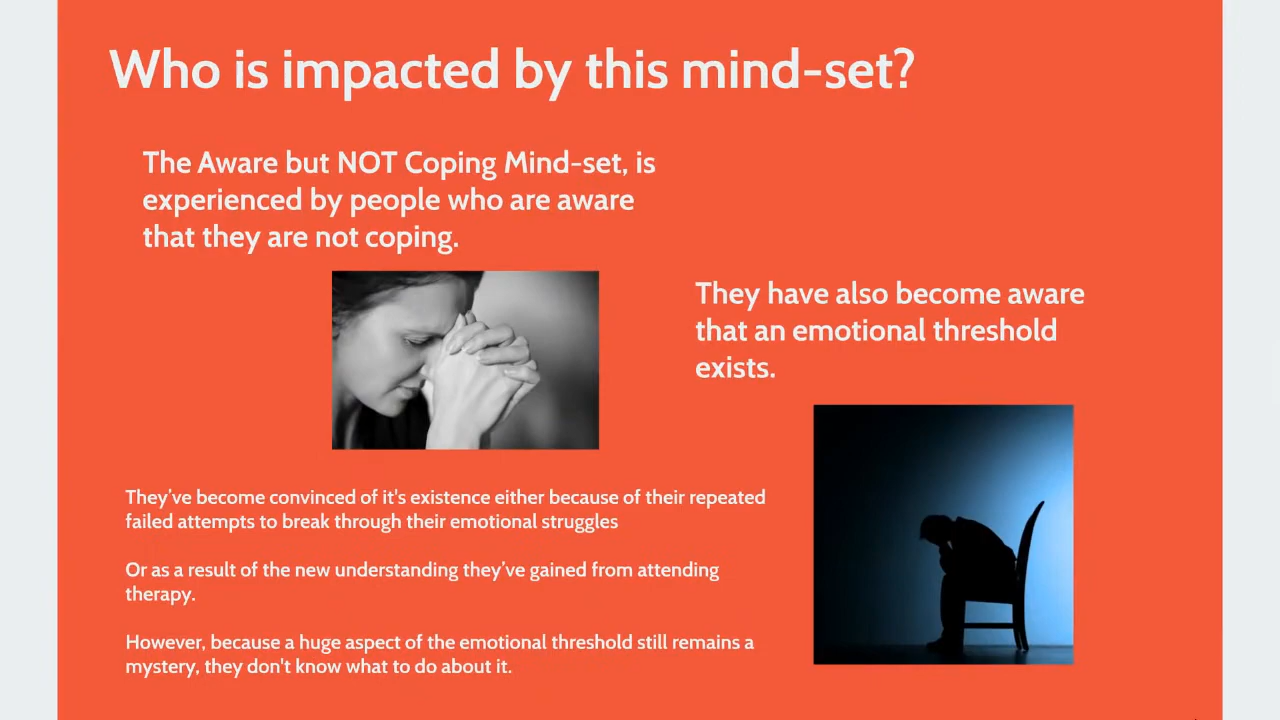 Who is impacted by this mind-set?
The Aware but NOT Coping Mind-set, is
experienced by people who are aware
that they are not coping.
They have also become aware
that an emotional threshold
exists.
They've become convinced of it's existence either because of their repeated
failed attempts to break through their emotional struggles
Or as a result of the new understanding they've gained from attending
therapy.
However, because a huge aspect of the emotional threshold still remains a
mystery, they don't know what to do about it.